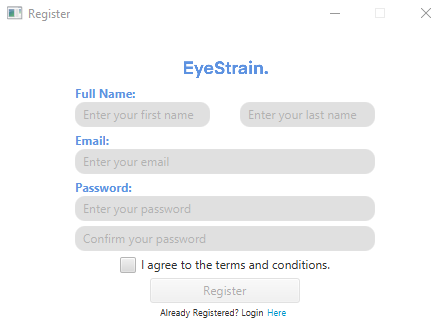 Register
EyeStrain.
Full Name:
Enter your first name Enter your last name
Email:
Enter your email
Password:
Enter your password
Confirm your password
I agree to the terms and conditions.
Register
Already Registered? Login Here